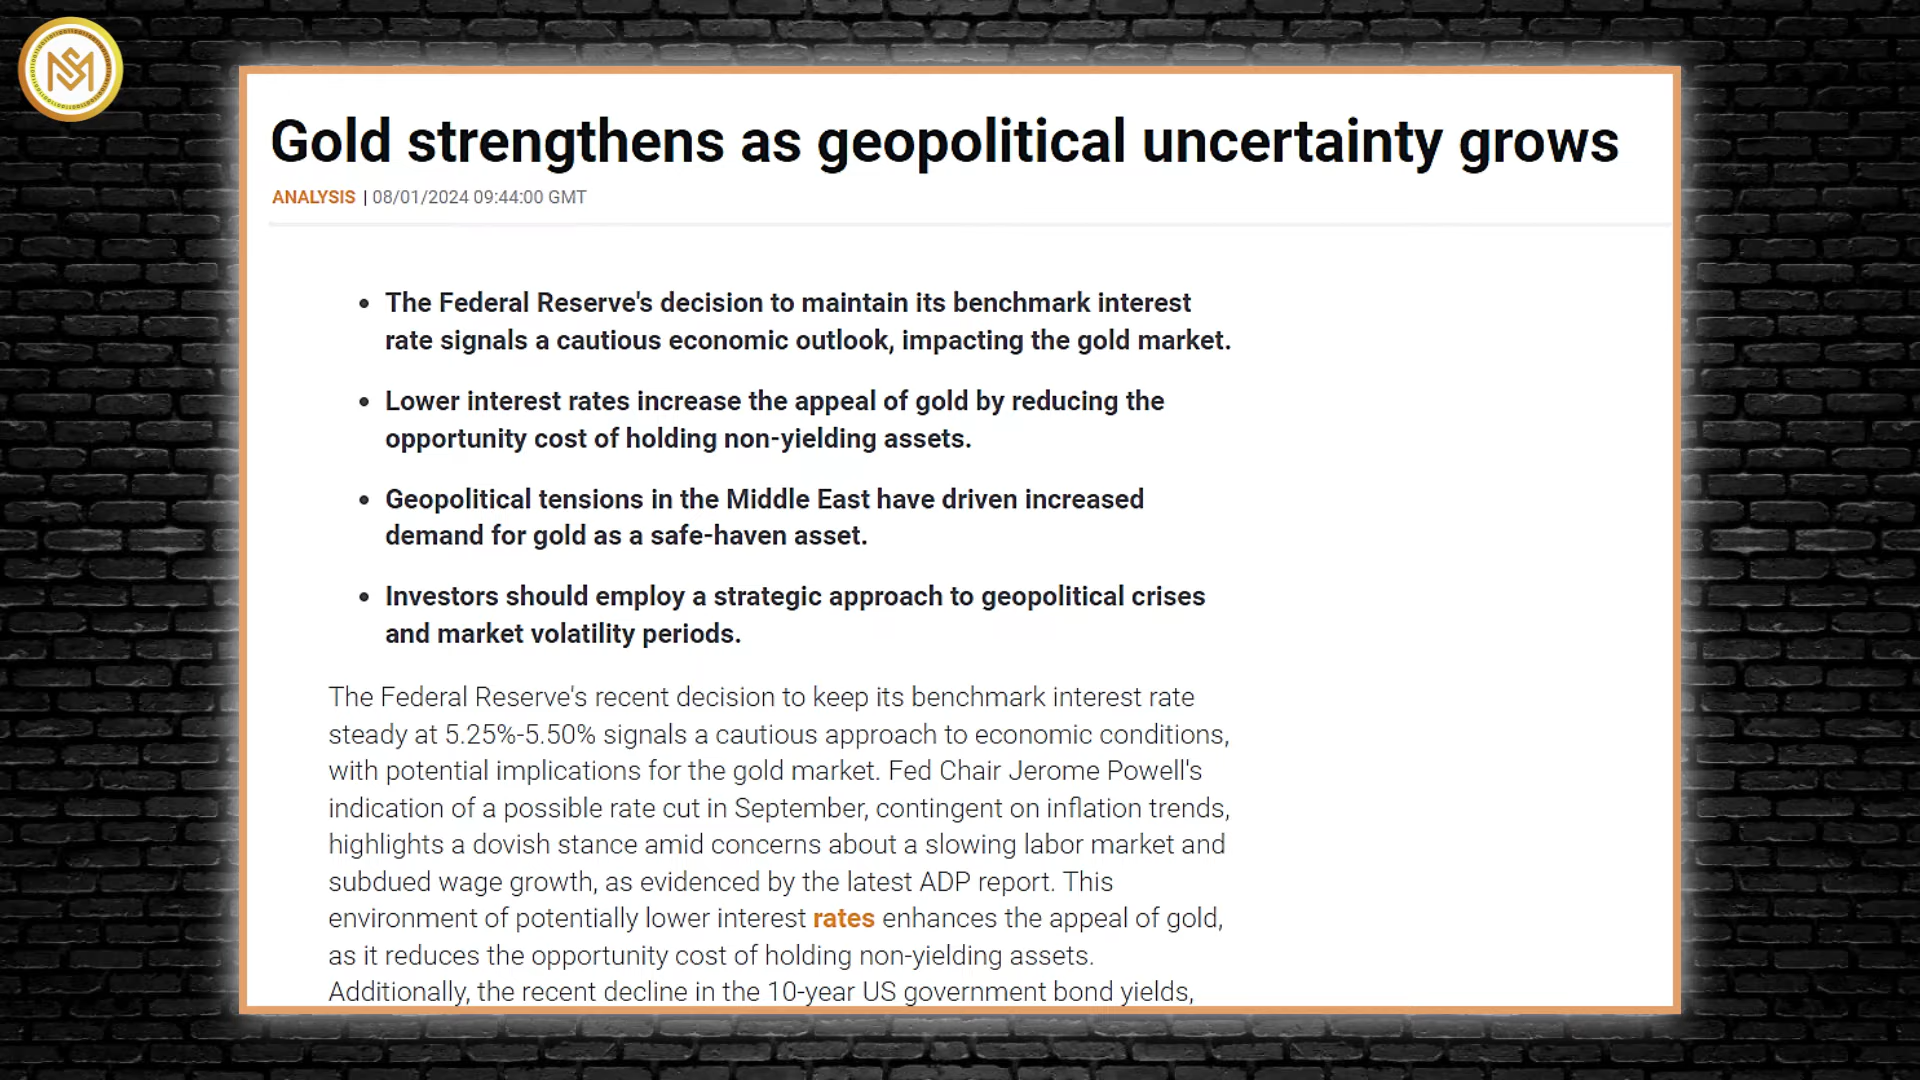 Gold strengthens as geopolitical uncertainty grows
ANALYSIS | 08/01/2024 09:44:00 GMT
• The Federal Reserve's decision to maintain its benchmark interest
rate signals a cautious economic outlook, impacting the gold market.
• Lower interest rates increase the appeal of gold by reducing the
opportunity cost of holding non-yielding assets.
• Geopolitical tensions in the Middle East have driven increased
demand for gold as a safe-haven asset.
• Investors should employ a strategic approach to geopolitical crises
and market volatility periods.
The Federal Reserve's recent decision to keep its benchmark interest rate
steady at 5.25%-5.50% signals a cautious approach to economic conditions,
with potential implications for the gold market. Fed Chair Jerome Powell's
indication of a possible rate cut in September, contingent on inflation trends,
highlights a dovish stance amid concerns about a slowing labor market and
subdued wage growth, as evidenced by the latest ADP report. This
environment of potentially lower interest rates enhances the appeal of gold,
as it reduces the opportunity cost of holding non-yielding assets.
Additionally, the recent decline in the 10-year US government bond yields,